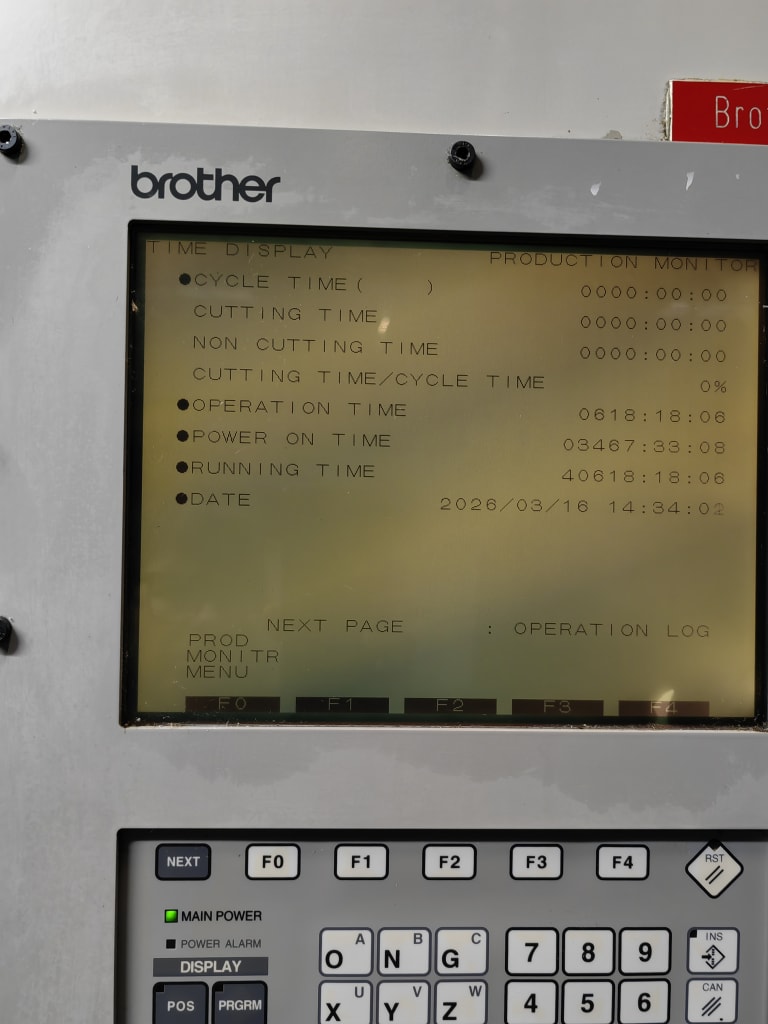 Bro
brother
TIME DISPLAY PRODUCTION MONITOR
●CYCLE TIME( ) 0000:00:00
CUTTING TIME 0000:00:00
NON CUTTING TIME 0000:00:00
CUTTING TIME/CYCLE TIME 0%
●OPERATION TIME 0618:18:06
●POWER ON TIME 03467:33:08
●RUNNING TIME 40618:18:06
●DATE 2026/03/16 14:34:02
NEXT PAGE : OPERATION LOG
PROD
MONITR
MENU
F0 F1 F2 F3 F4
NEXT F0 F1 F2 F3 F4 RST
MAIN POWER
POWER ALARM
DISPLAY
O A N B G C 7 8 9 INS
POS PRGRM X U Y V Z W 4 5 6 CAN